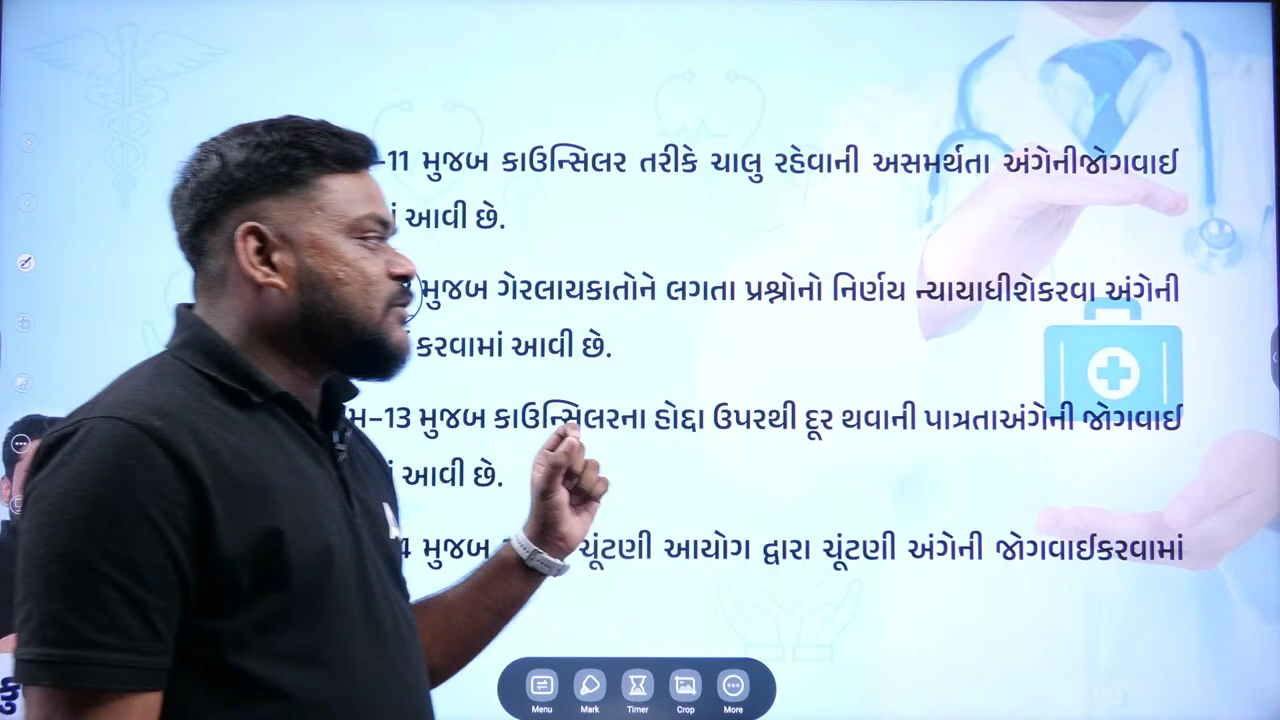 -11 મુજબ કાઉન્સિલર તરીકે ચાલુ રહેવાની અસમર્થતા અંગેનીજોગવાઈ
આવી છે.
મુજબ ગેરલાયકાતોને લગતા પ્રશ્નોનો નિર્ણય ન્યાયાધીશેકરવા અંગેની
કરવામાં આવી છે.
મ–13 મુજબ કાઉન્સિલરના હોદ્દા ઉપરથી દૂર થવાની પાત્રતાઅંગેની જોગવાઈ
આવી છે.
4 મુજબ ચૂંટણી આયોગ દ્વારા ચૂંટણી અંગેની જોગવાઈકરવામાં
Menu Mark Timer Crop More